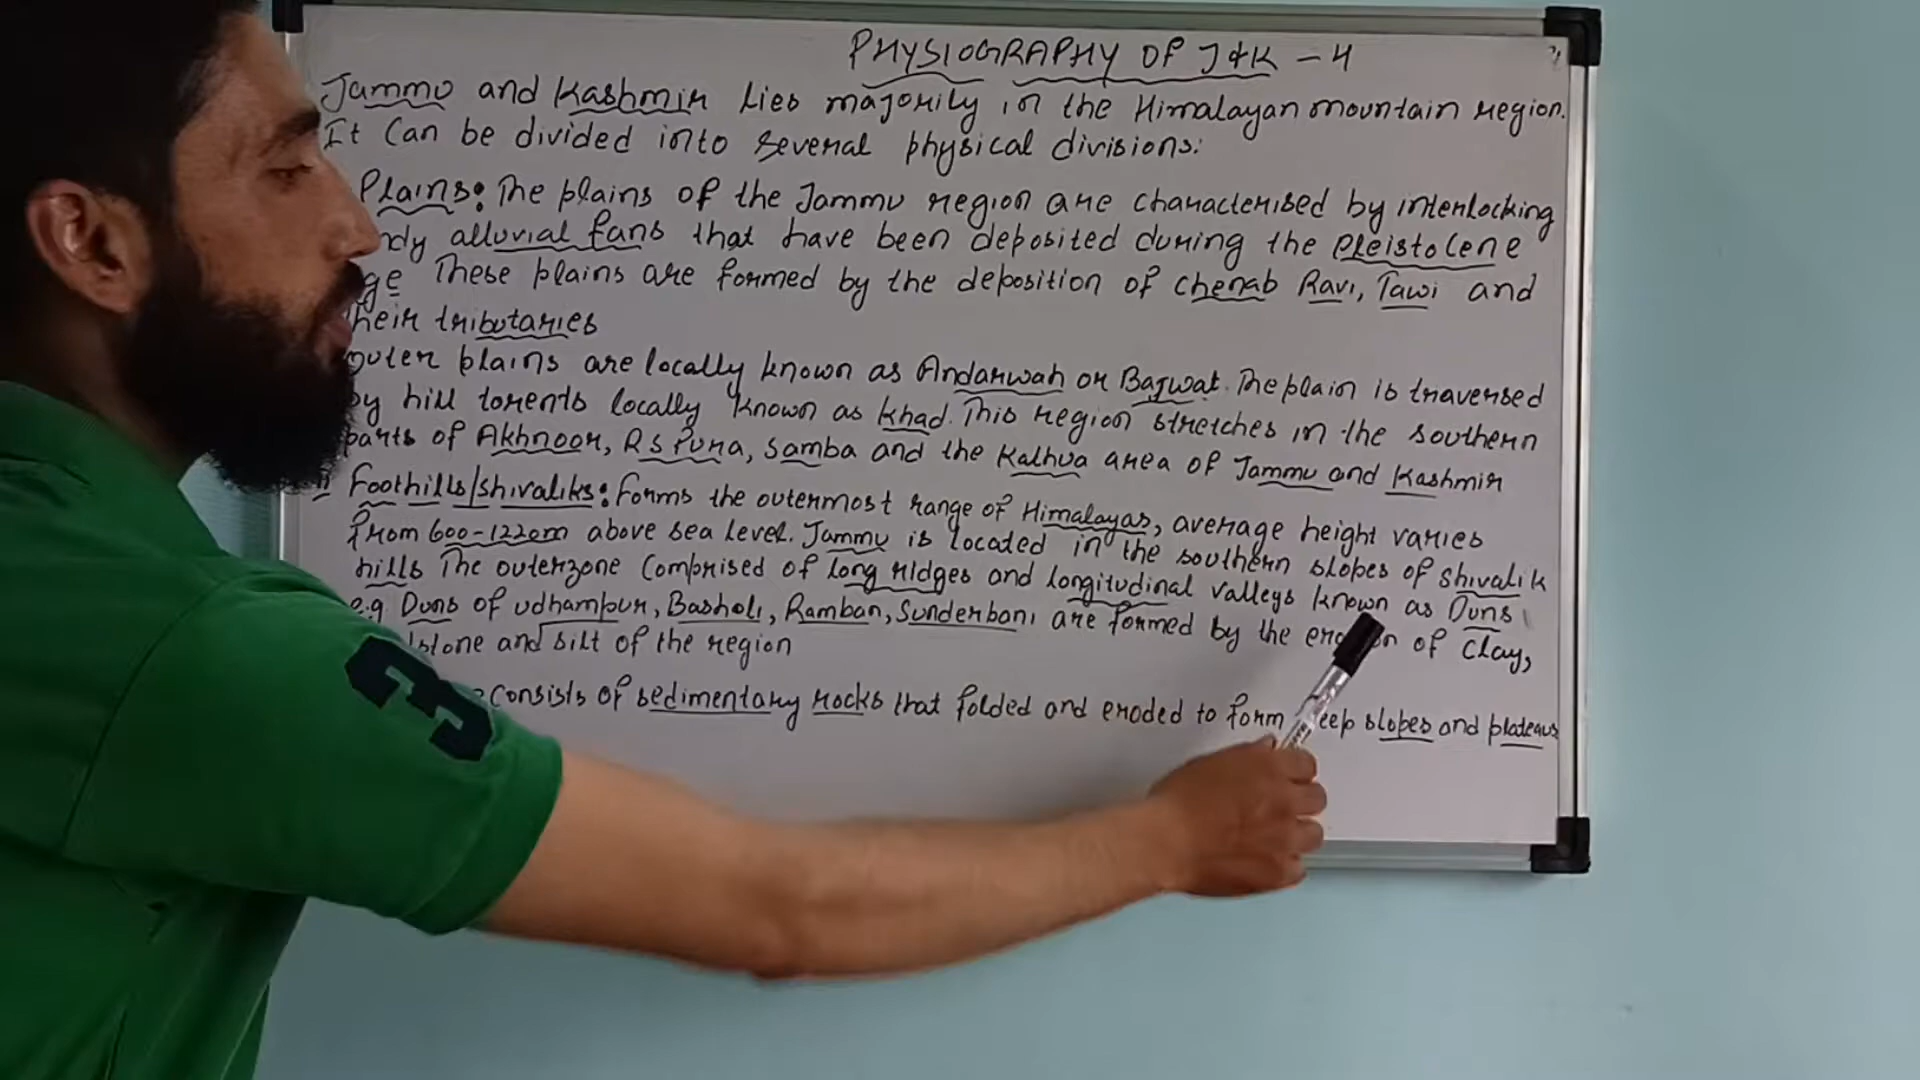 PHYSIOGRAPHY OF J&K - 4
Jammu and Kashmir lies majorily in the Himalayan mountain region.
It can be divided into several physical divisions:
Plains: The plains of the Jammu region are characterised by interlocking
alluvial fans that have been deposited during the Pleistolene
These plains are formed by the deposition of chenab Ravi, Tawi and
tributaries
outer plains are locally known as Andarwah or Bajwat. The plain is traversed
by hill torents locally known as khad. This region stretches in the southern
parts of Akhnoor, RS Pura, Samba and the Kathua area of Jammu and Kashmir
Foothills/shivaliks: Forms the outermost range of Himalayas, average height varies
from 600-1220m above sea level. Jammu is located in the southern slopes of shivalik
hills The outerzone comprised of long ridges and longitudinal valleys known as Duns
e.g Duns of udhampur, Basholi, Ramban, Sunderbani are formed by the of clay,
and silt of the region
consists of sedimentary rocks that folded and eroded to form slopes and plateaus
3